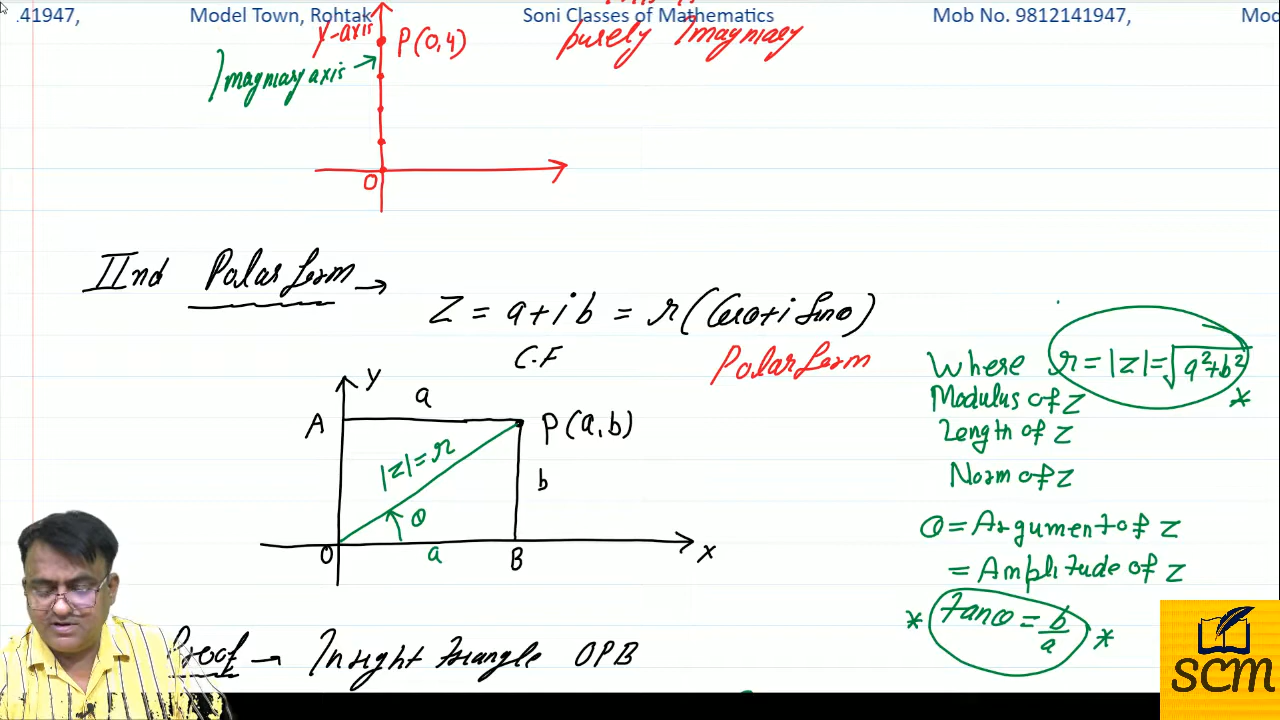 .41947, Model Town, Rohtak Soni Classes of Mathematics Mob No. 9812141947, Mod
Y-axis P(0,4) purely Imaginary
Imaginary axis
O
IInd Polar form →
Z = a+ib = r(Cosθ+i Sinθ)
C.F Polar form
Where r = |z| = √a²+b²
Modulus of Z *
Length of Z
Norm of Z
θ = Argument of Z
= Amplitude of Z
* tanθ = b/a *
Y
a
A P(a,b)
|z|=r
b
θ
O a B X
Proof → In right triangle OPB
SCM